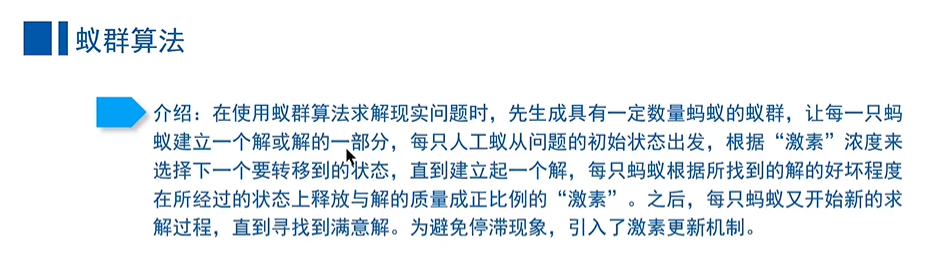 蚁群算法
介绍：在使用蚁群算法求解现实问题时，先生成具有一定数量蚂蚁的蚁群，让每一只蚂
蚁建立一个解或解的一部分，每只人工蚁从问题的初始状态出发，根据“激素”浓度来
选择下一个要转移到的状态，直到建立起一个解，每只蚂蚁根据所找到的解的好坏程度
在所经过的状态上释放与解的质量成正比例的“激素”。之后，每只蚂蚁又开始新的求
解过程，直到寻找到满意解。为避免停滞现象，引入了激素更新机制。